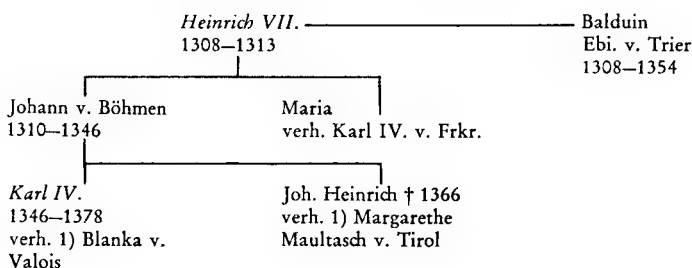 Heinrich VII.
1308—1313
Balduin
Ebi. v. Trier
1308—1354
Johann v. Böhmen
1310—1346
Maria
verh. Karl IV. v. Frkr.
Karl IV.
1346—1378
verh. 1) Blanka v.
Valois
Joh. Heinrich † 1366
verh. 1) Margarethe
Maultasch v. Tirol